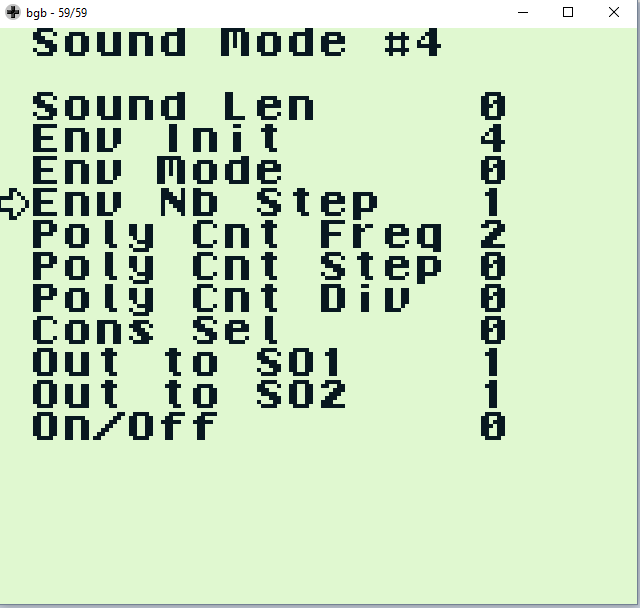 bgb - 59/59
Sound Mode #4
Sound Len 0
Env Init 4
Env Mode 0
Env Nb Step 1
Poly Cnt Freq 2
Poly Cnt Step 0
Poly Cnt Div 0
Cons Sel 0
Out to SO1 1
Out to SO2 1
On/Off 0